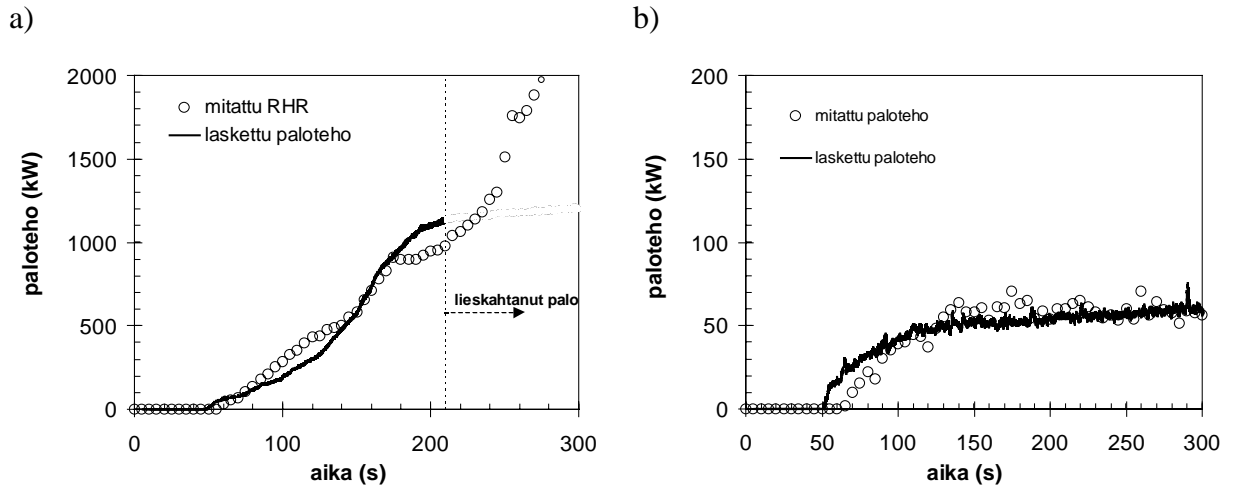 a)
2000
1500
1000
500
0
0
100
200
300
paloteho (kW)
aika (s)
mitattu RHR
laskettu paloteho
lieskahtanut palo
b)
200
150
100
50
0
0
50
100
150
200
250
300
paloteho (kW)
aika (s)
mitattu paloteho
laskettu paloteho